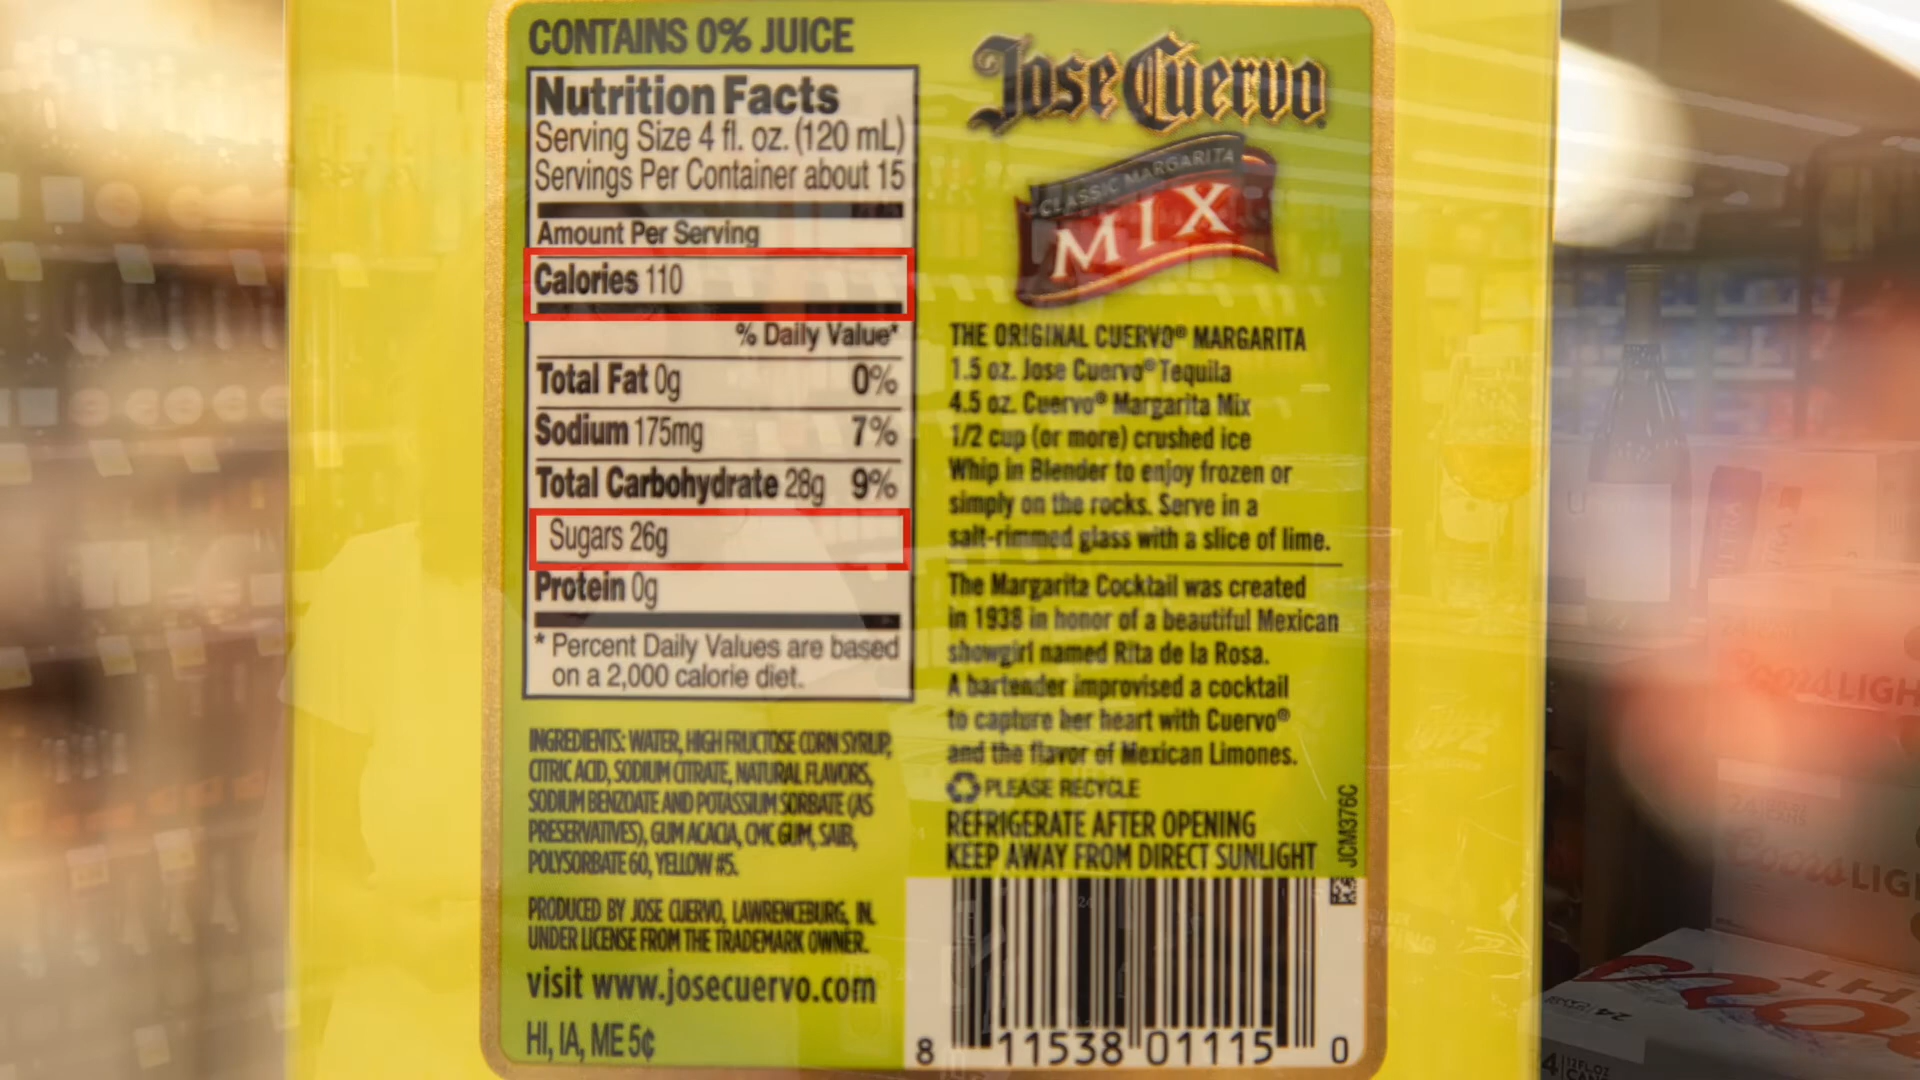 CONTAINS 0% JUICE
Nutrition Facts
Serving Size 4 fl. oz. (120 mL)
Servings Per Container about 15
Amount Per Serving
Calories 110
% Daily Value*
Total Fat 0g 0%
Sodium 175mg 7%
Total Carbohydrate 28g 9%
Sugars 26g
Protein 0g
* Percent Daily Values are based
on a 2,000 calorie diet.
INGREDIENTS: WATER, HIGH FRUCTOSE CORN SYRUP,
CITRIC ACID, SODIUM CITRATE, NATURAL FLAVORS,
SODIUM BENZOATE AND POTASSIUM SORBATE (AS
PRESERVATIVES), GUM ACACIA, CMC GUM, SAIB,
POLYSORBATE 60, YELLOW #5.
PRODUCED BY JOSE CUERVO, LAWRENCEBURG, IN.
UNDER LICENSE FROM THE TRADEMARK OWNER.
visit www.josecuervo.com
HI, IA, ME 5¢
Jose Cuervo
CLASSIC MARGARITA
MIX
THE ORIGINAL CUERVO® MARGARITA
1.5 oz. Jose Cuervo® Tequila
4.5 oz. Cuervo® Margarita Mix
1/2 cup (or more) crushed ice
Whip in Blender to enjoy frozen or
simply on the rocks. Serve in a
salt-rimmed glass with a slice of lime.
The Margarita Cocktail was created
in 1938 in honor of a beautiful Mexican
showgirl named Rita de la Rosa.
A bartender improvised a cocktail
to capture her heart with Cuervo®
and the flavor of Mexican Limones.
PLEASE RECYCLE
REFRIGERATE AFTER OPENING
KEEP AWAY FROM DIRECT SUNLIGHT
JCM376C
8 11538 01115 0
Coors LIGH
Coors LIGH